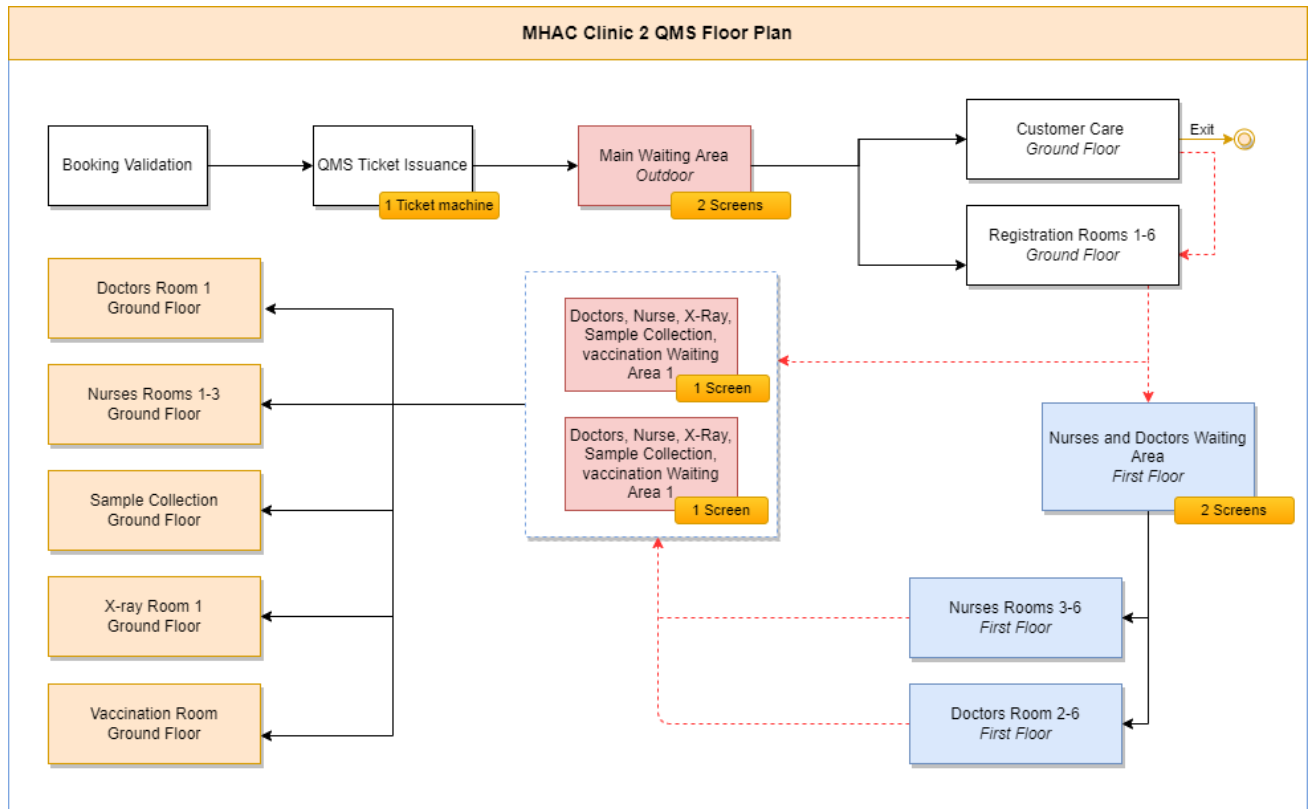 MHAC Clinic 2 QMS Floor Plan
Booking Validation
QMS Ticket Issuance
1 Ticket machine
Main Waiting Area
Outdoor
2 Screens
Customer Care
Ground Floor
Exit
Registration Rooms 1-6
Ground Floor
Doctors Room 1
Ground Floor
Nurses Rooms 1-3
Ground Floor
Sample Collection
Ground Floor
X-ray Room 1
Ground Floor
Vaccination Room
Ground Floor
Doctors, Nurse, X-Ray,
Sample Collection,
vaccination Waiting
Area 1
1 Screen
Doctors, Nurse, X-Ray,
Sample Collection,
vaccination Waiting
Area 1
1 Screen
Nurses and Doctors Waiting
Area
First Floor
2 Screens
Nurses Rooms 3-6
First Floor
Doctors Room 2-6
First Floor